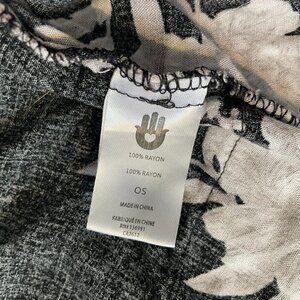 100% RAYON
100% RAYON
OS
MADE IN CHINA
FABRIQUÉ EN CHINE